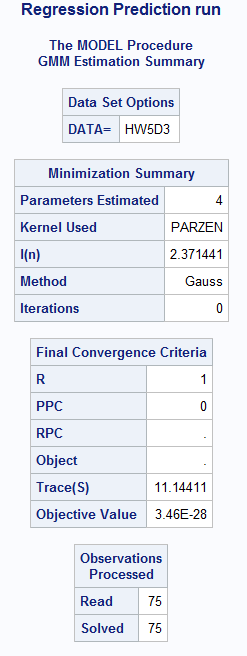 Regression Prediction run
The MODEL Procedure
GMM Estimation Summary
Data Set Options
DATA= HW5D3
Minimization Summary
Parameters Estimated 4
Kernel Used PARZEN
l(n) 2.371441
Method Gauss
Iterations 0
Final Convergence Criteria
R 1
PPC 0
RPC .
Object .
Trace(S) 11.14411
Objective Value 3.46E-28
Observations
Processed
Read 75
Solved 75